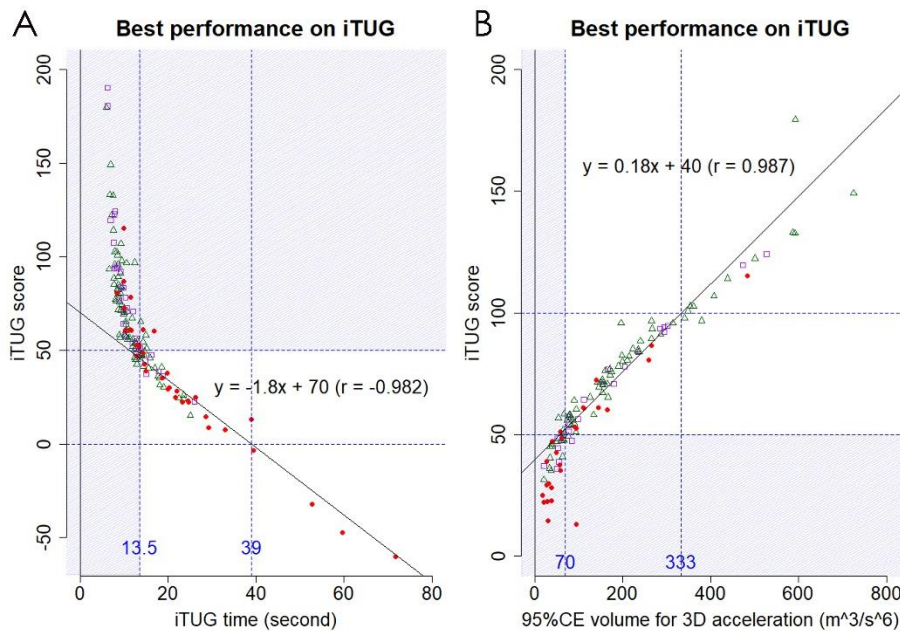 A
Best performance on iTUG
iTUG score
200
150
100
50
0
-50
y = -1.8x + 70 (r = -0.982)
13.5
39
0
20
40
60
80
iTUG time (second)
B
Best performance on iTUG
iTUG score
200
150
100
50
0
y = 0.18x + 40 (r = 0.987)
70
333
0
200
400
600
800
95%CE volume for 3D acceleration (m^3/s^6)